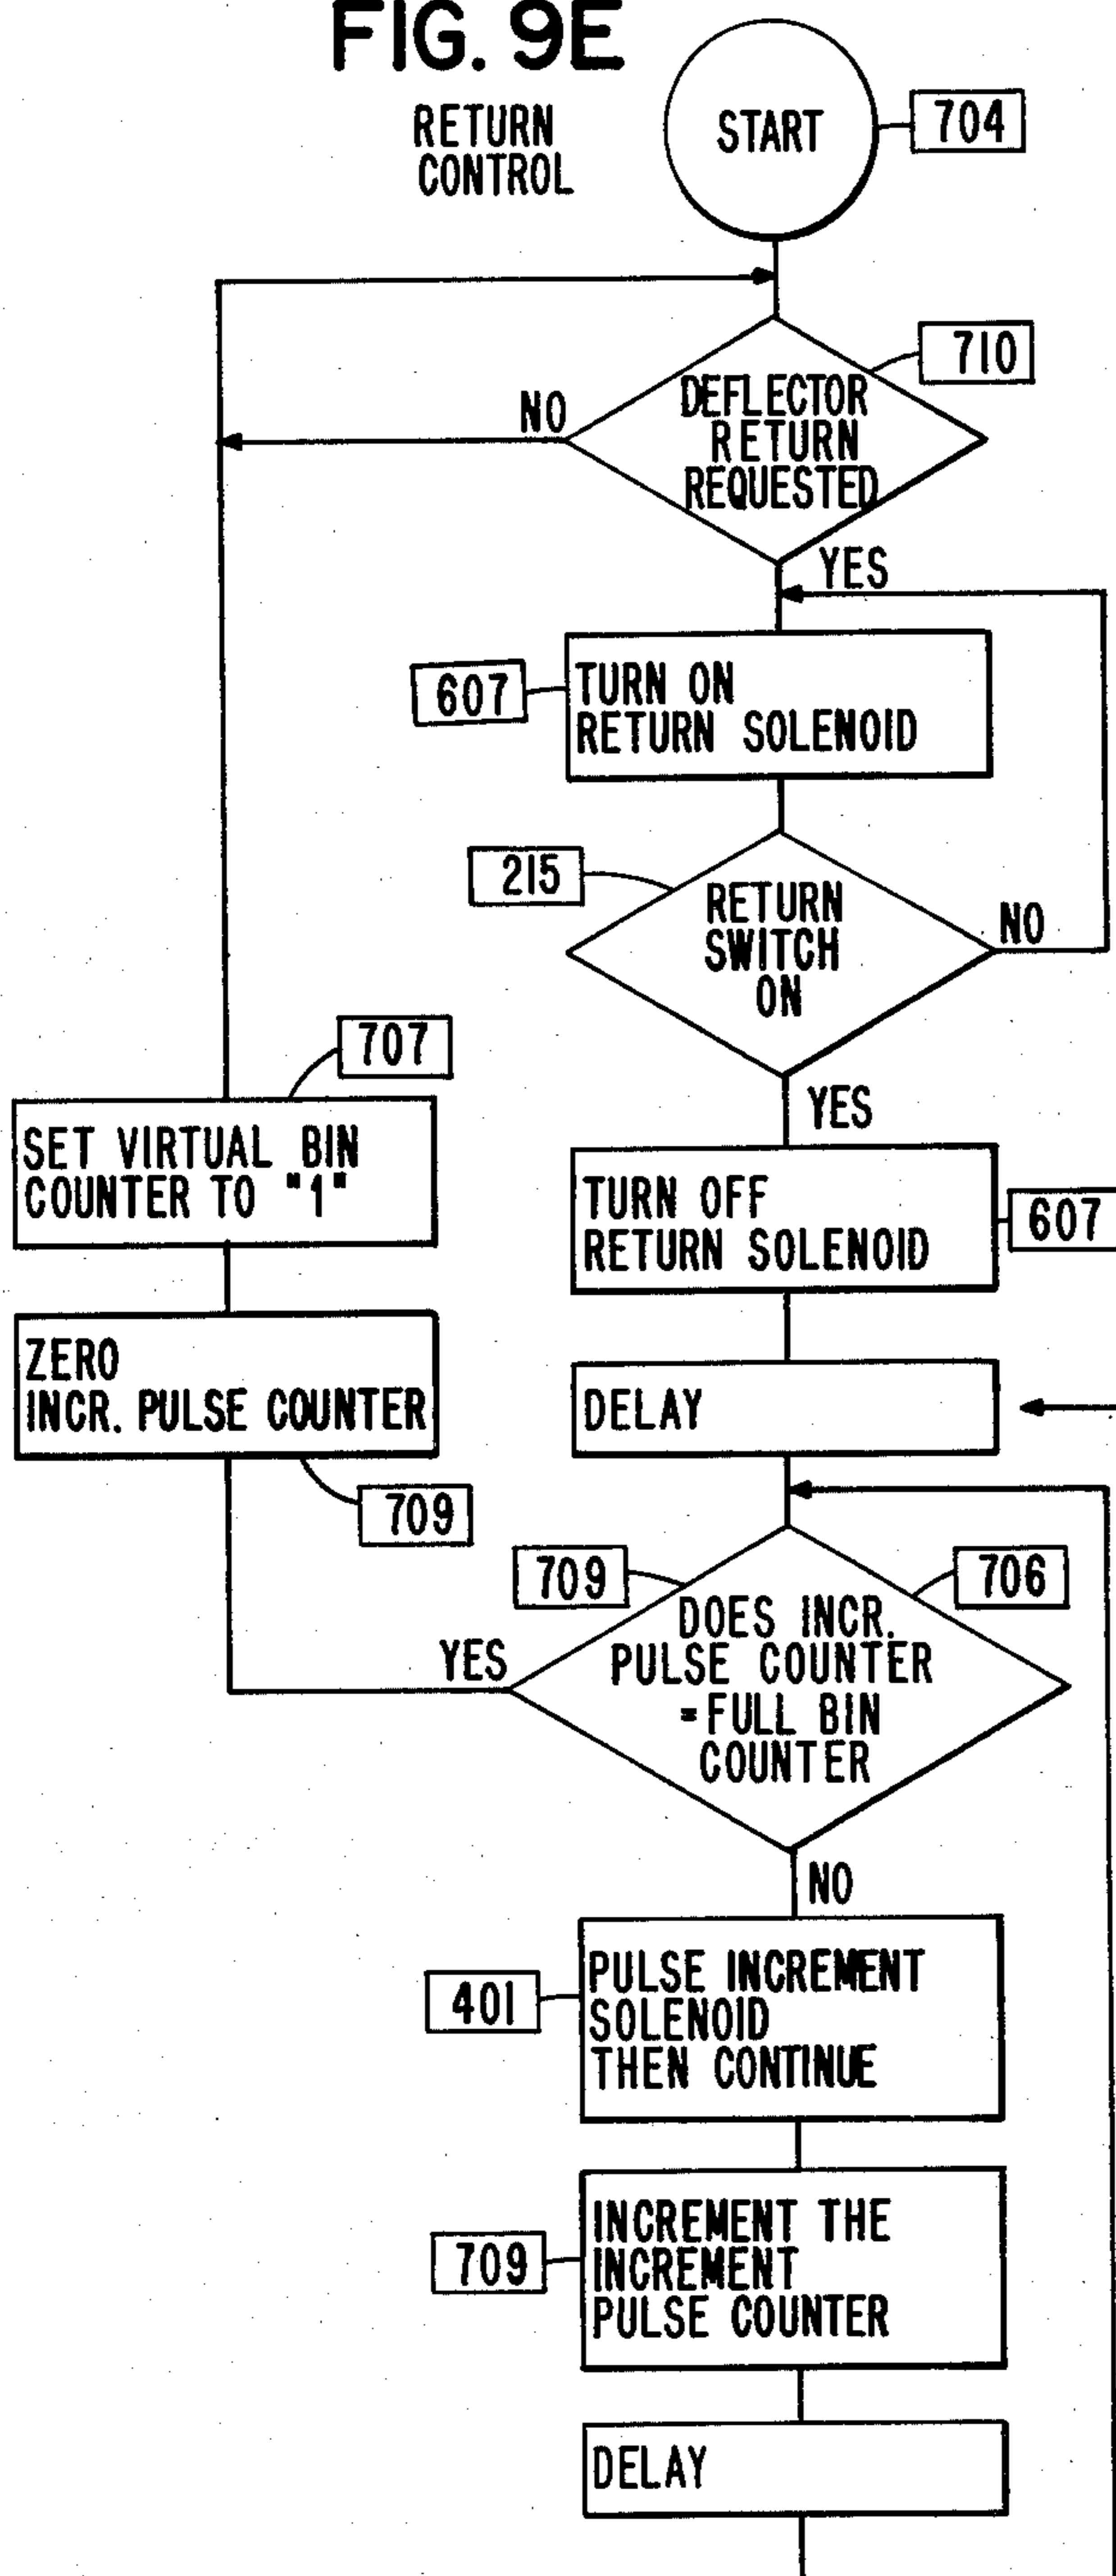 FIG. 9E
RETURN
CONTROL
START
704
710
DEFLECTOR
RETURN
REQUESTED
NO
YES
607
TURN ON
RETURN SOLENOID
215
RETURN
SWITCH
ON
NO
YES
707
SET VIRTUAL BIN
COUNTER TO "1"
TURN OFF
RETURN SOLENOID
607
ZERO
INCR. PULSE COUNTER
709
DELAY
709
706
DOES INCR.
PULSE COUNTER
= FULL BIN
COUNTER
YES
NO
401
PULSE INCREMENT
SOLENOID
THEN CONTINUE
709
INCREMENT THE
INCREMENT
PULSE COUNTER
DELAY